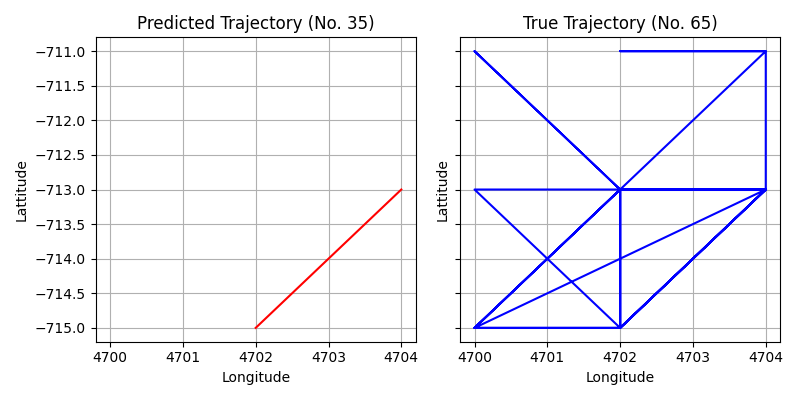 Predicted Trajectory (No. 35)
−711.0
−711.5
−712.0
−712.5
−713.0
−713.5
−714.0
−714.5
−715.0
Lattitude
4700 4701 4702 4703 4704
Longitude
True Trajectory (No. 65)
Lattitude
4700 4701 4702 4703 4704
Longitude